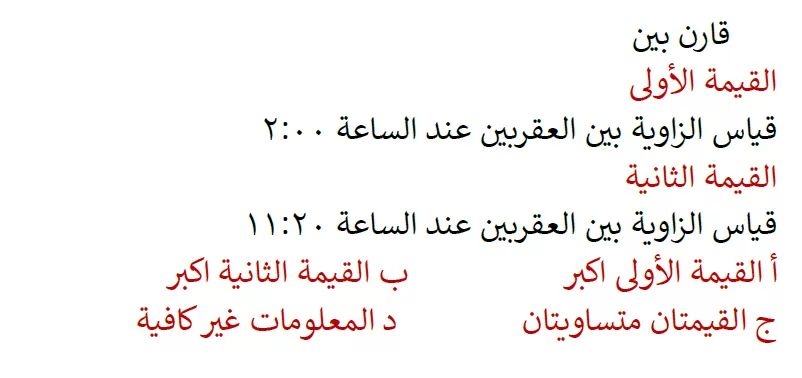 قارن بين
القيمة الأولى
قياس الزاوية بين العقربين عند الساعة ٢:٠٠
القيمة الثانية
قياس الزاوية بين العقربين عند الساعة ١١:٢٠
أ القيمة الأولى اكبر ب القيمة الثانية اكبر
ج القيمتان متساويتان د المعلومات غير كافية